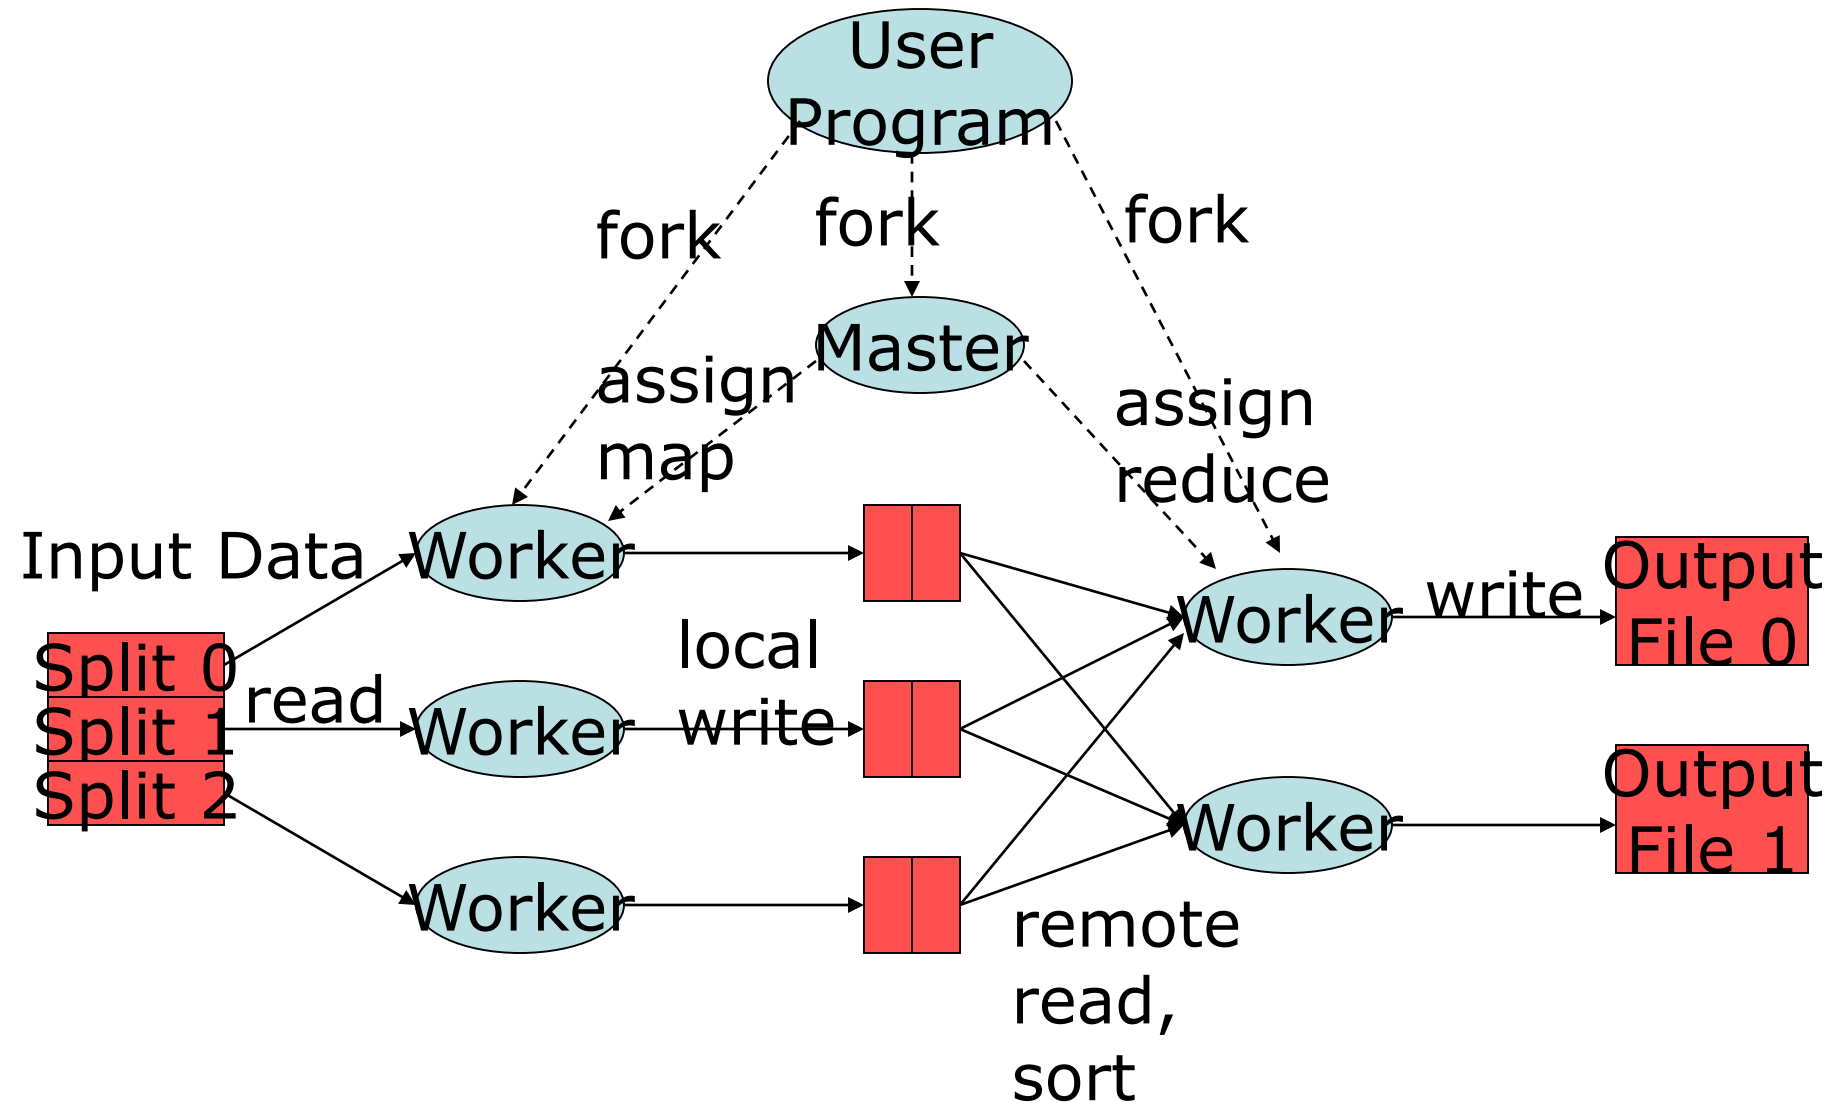 User
Program
fork
fork
fork
Master
assign
map
assign
reduce
Input Data
Worker
Split 0
Split 1
Split 2
read
Worker
local
write
Worker
Worker
write
Output
File 0
Worker
Output
File 1
remote
read,
sort